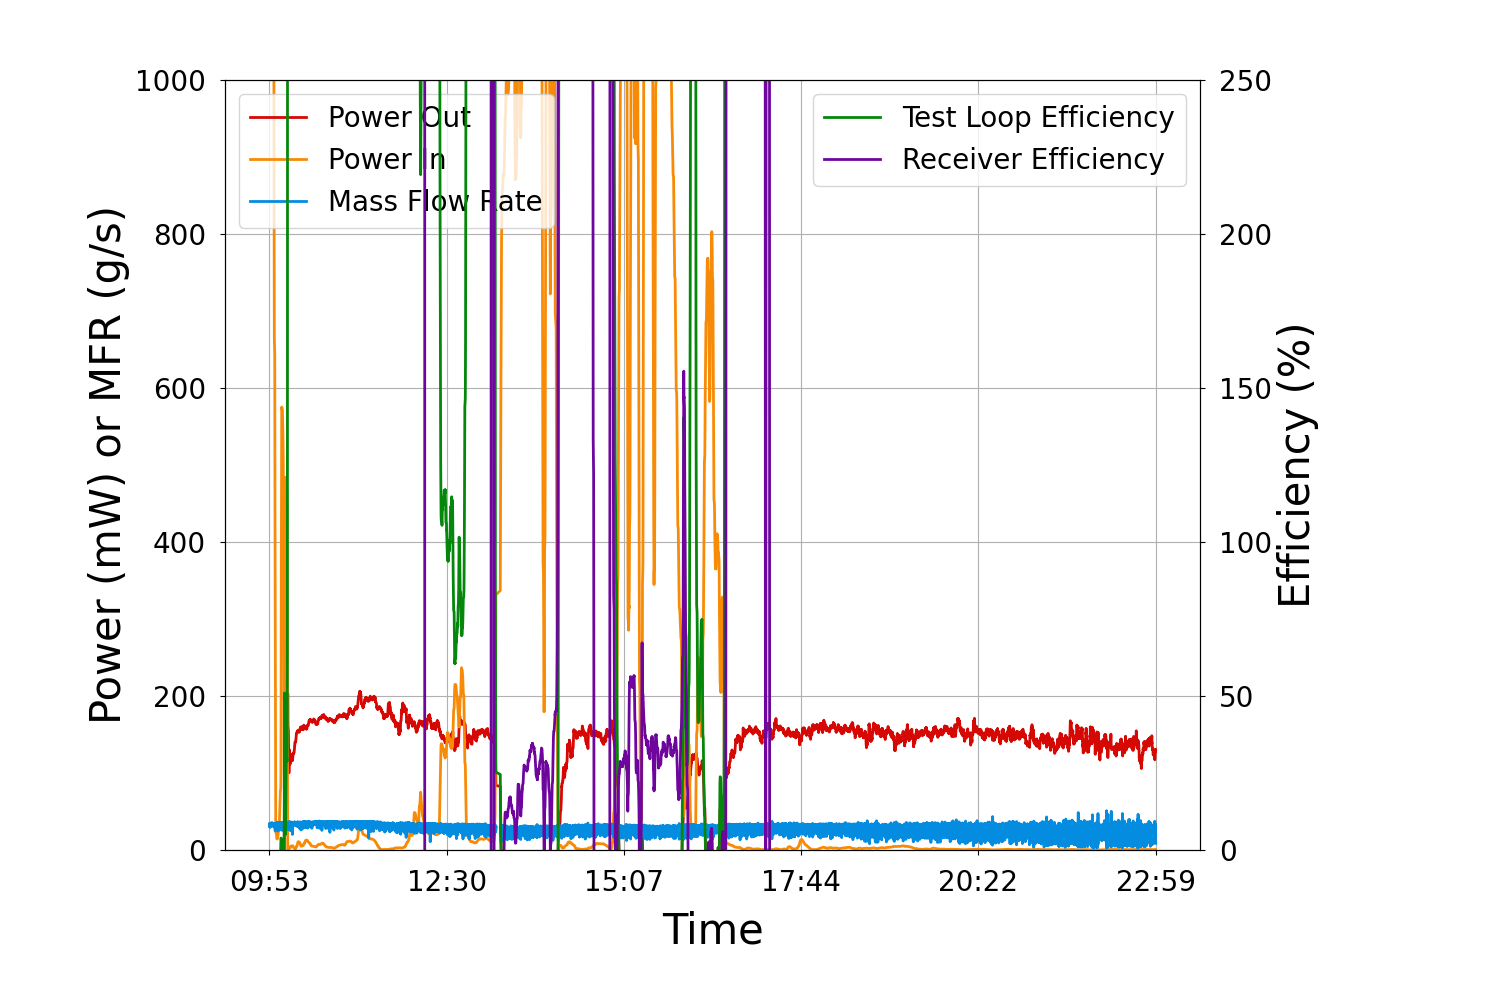 1000
800
600
400
200
0
Power (mW) or MFR (g/s)
Power Out
Power In
Mass Flow Rate
Test Loop Efficiency
Receiver Efficiency
250
200
150
100
50
0
Efficiency (%)
09:53 12:30 15:07 17:44 20:22 22:59
Time